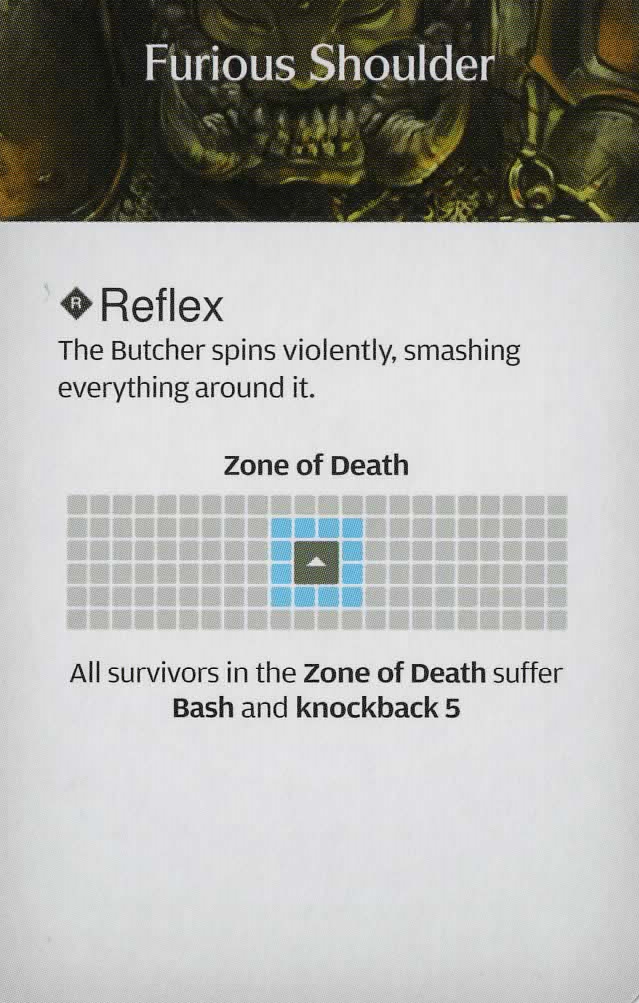 Furious Shoulder
R Reflex
The Butcher spins violently, smashing
everything around it.
Zone of Death
All survivors in the Zone of Death suffer
Bash and knockback 5